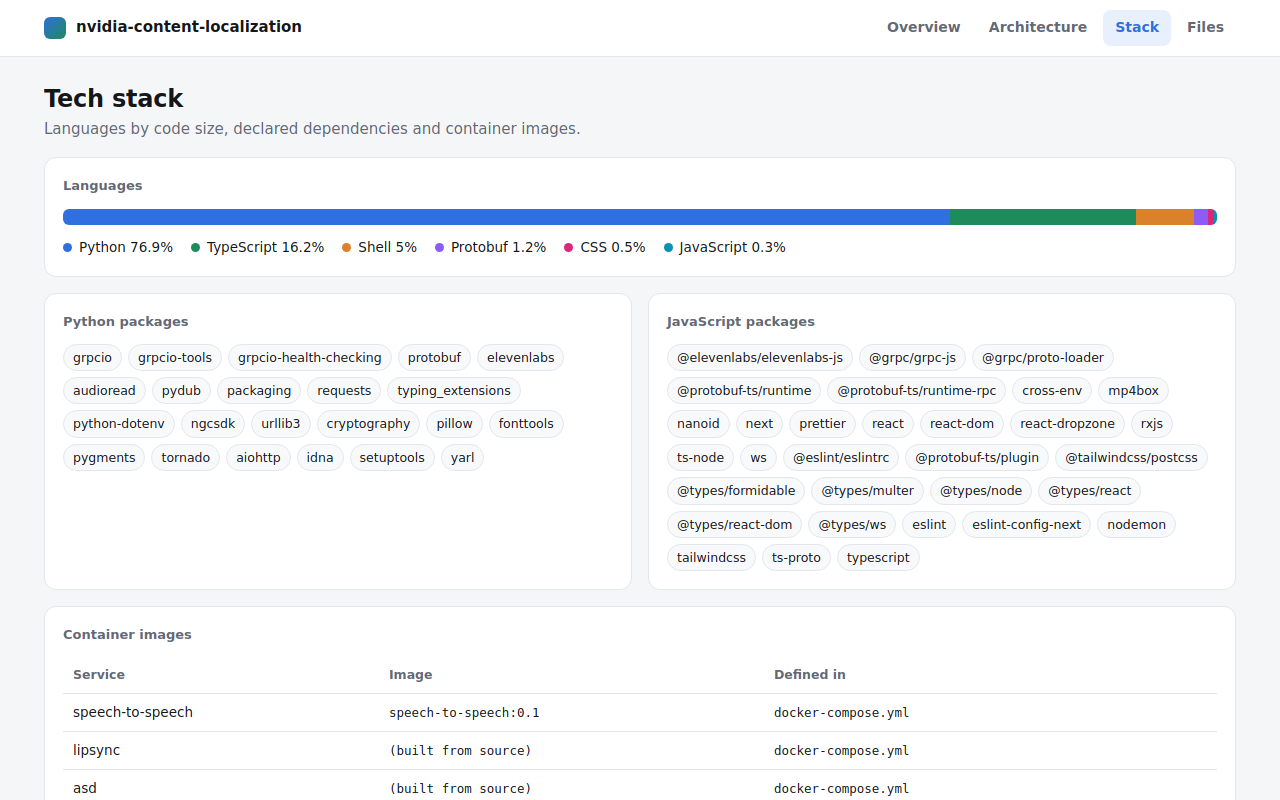 nvidia-content-localization
Overview Architecture Stack Files
Tech stack
Languages by code size, declared dependencies and container images.
Languages
Python 76.9% TypeScript 16.2% Shell 5% Protobuf 1.2% CSS 0.5% JavaScript 0.3%
Python packages
grpcio grpcio-tools grpcio-health-checking protobuf elevenlabs
audioread pydub packaging requests typing_extensions
python-dotenv ngcsdk urllib3 cryptography pillow fonttools
pygments tornado aiohttp idna setuptools yarl
JavaScript packages
@elevenlabs/elevenlabs-js @grpc/grpc-js @grpc/proto-loader
@protobuf-ts/runtime @protobuf-ts/runtime-rpc cross-env mp4box
nanoid next prettier react react-dom react-dropzone rxjs
ts-node ws @eslint/eslintrc @protobuf-ts/plugin @tailwindcss/postcss
@types/formidable @types/multer @types/node @types/react
@types/react-dom @types/ws eslint eslint-config-next nodemon
tailwindcss ts-proto typescript
Container images
Service Image Defined in
speech-to-speech speech-to-speech:0.1 docker-compose.yml
lipsync (built from source) docker-compose.yml
asd (built from source) docker-compose.yml